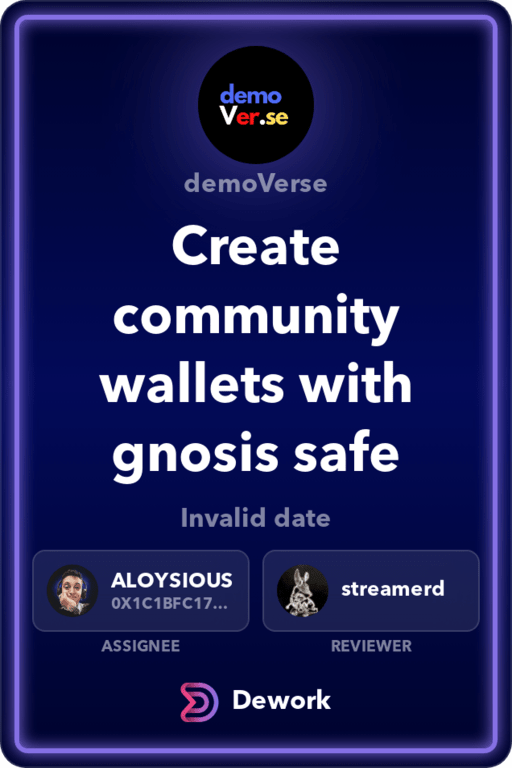 demo
Ver.se
demoVerse
Create
community
wallets with
gnosis safe
Invalid date
ALOYSIOUS
0X1C1BFC17...
streamerd
ASSIGNEE
REVIEWER
Dework